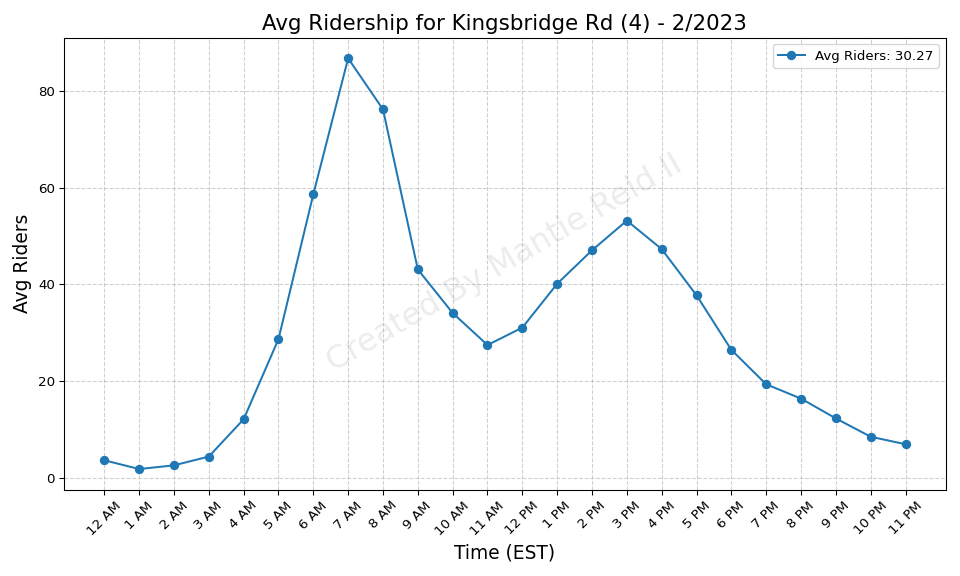 Avg Ridership for Kingsbridge Rd (4) - 2/2023
Avg Riders: 30.27
Avg Riders
80
60
40
20
0
Created By Mantie Reid II
12 AM
1 AM
2 AM
3 AM
4 AM
5 AM
6 AM
7 AM
8 AM
9 AM
10 AM
11 AM
12 PM
1 PM
2 PM
3 PM
4 PM
5 PM
6 PM
7 PM
8 PM
9 PM
10 PM
11 PM
Time (EST)